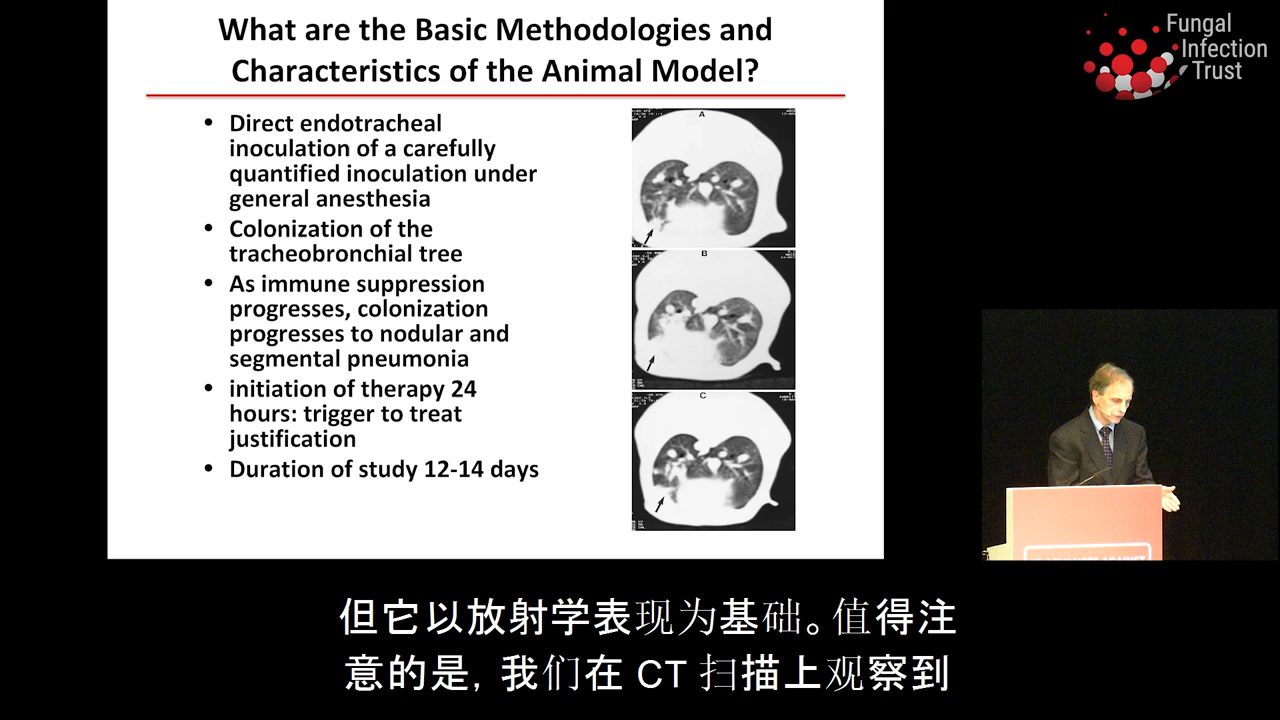 What are the Basic Methodologies and
Characteristics of the Animal Model?
• Direct endotracheal
inoculation of a carefully
quantified inoculation under
general anesthesia
• Colonization of the
tracheobronchial tree
• As immune suppression
progresses, colonization
progresses to nodular and
segmental pneumonia
• initiation of therapy 24
hours: trigger to treat
justification
• Duration of study 12-14 days
A
B
C
Fungal
Infection
Trust
但它以放射学表现为基础。值得注
意的是，我们在 CT 扫描上观察到